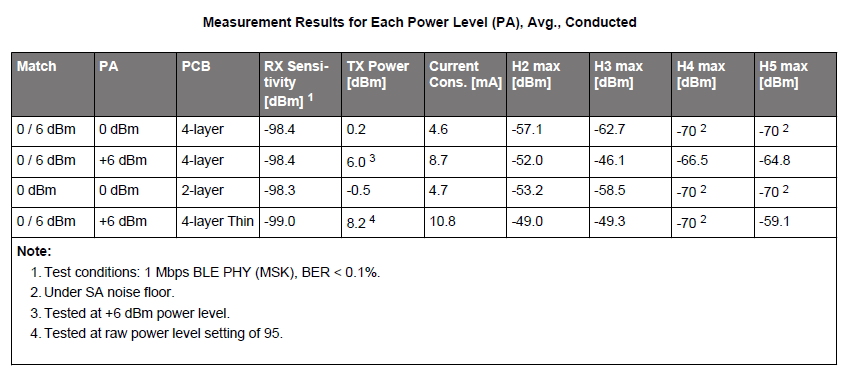 Measurement Results for Each Power Level (PA), Avg., Conducted
Match PA PCB RX Sensi- TX Power Current H2 max H3 max H4 max H5 max
tivity [dBm] Cons. [mA] [dBm] [dBm] [dBm] [dBm]
[dBm] 1
0 / 6 dBm 0 dBm 4-layer -98.4 0.2 4.6 -57.1 -62.7 -70 2 -70 2
0 / 6 dBm +6 dBm 4-layer -98.4 6.0 3 8.7 -52.0 -46.1 -66.5 -64.8
0 dBm 0 dBm 2-layer -98.3 -0.5 4.7 -53.2 -58.5 -70 2 -70 2
0 / 6 dBm +6 dBm 4-layer Thin -99.0 8.2 4 10.8 -49.0 -49.3 -70 2 -59.1
Note:
1. Test conditions: 1 Mbps BLE PHY (MSK), BER < 0.1%.
2. Under SA noise floor.
3. Tested at +6 dBm power level.
4. Tested at raw power level setting of 95.